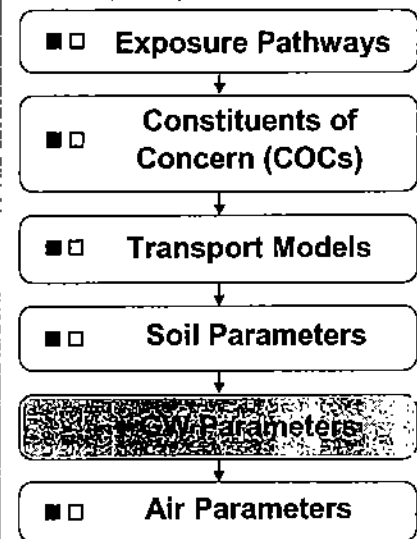 Exposure Pathways
Constituents of
Concern (COCs)
Transport Models
Soil Parameters
GW Parameters
Air Parameters